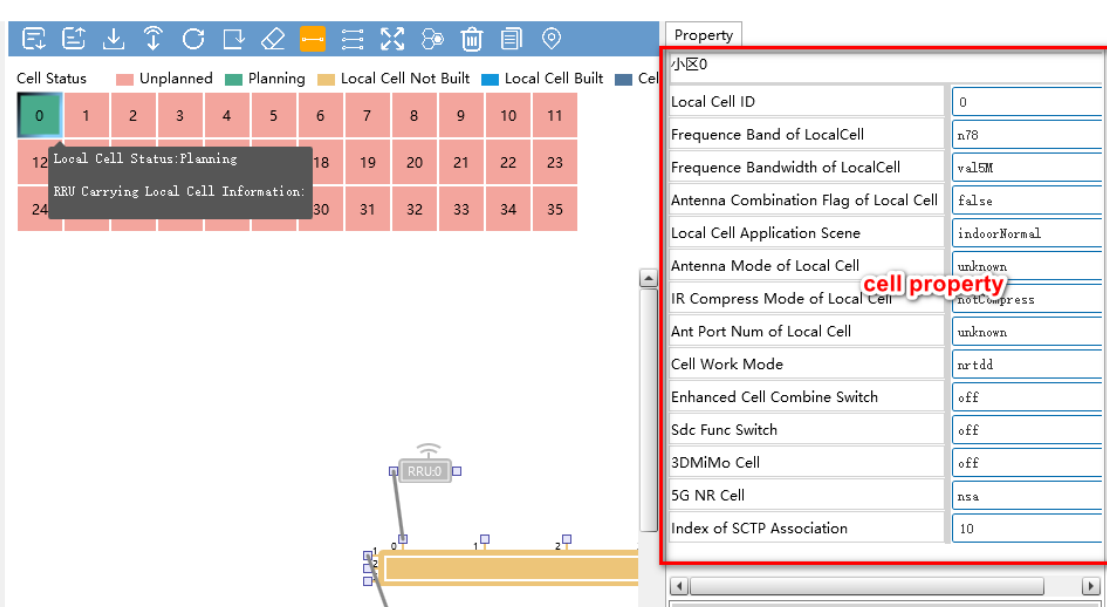 Property
Cell Status Unplanned Planning Local Cell Not Built Local Cell Built Cel
0 1 2 3 4 5 6 7 8 9 10 11
12 18 19 20 21 22 23
24 30 31 32 33 34 35
Local Cell Status:Planning
RRU Carrying Local Cell Information:
RRU:0
0 1 2
1
2
小区0
Local Cell ID 0
Frequence Band of LocalCell n78
Frequence Bandwidth of LocalCell val5M
Antenna Combination Flag of Local Cell false
Local Cell Application Scene indoorNormal
Antenna Mode of Local Cell unknown
cell property
IR Compress Mode of Local Cell notCompress
Ant Port Num of Local Cell unknown
Cell Work Mode nrtdd
Enhanced Cell Combine Switch off
Sdc Func Switch off
3DMiMo Cell off
5G NR Cell nsa
Index of SCTP Association 10